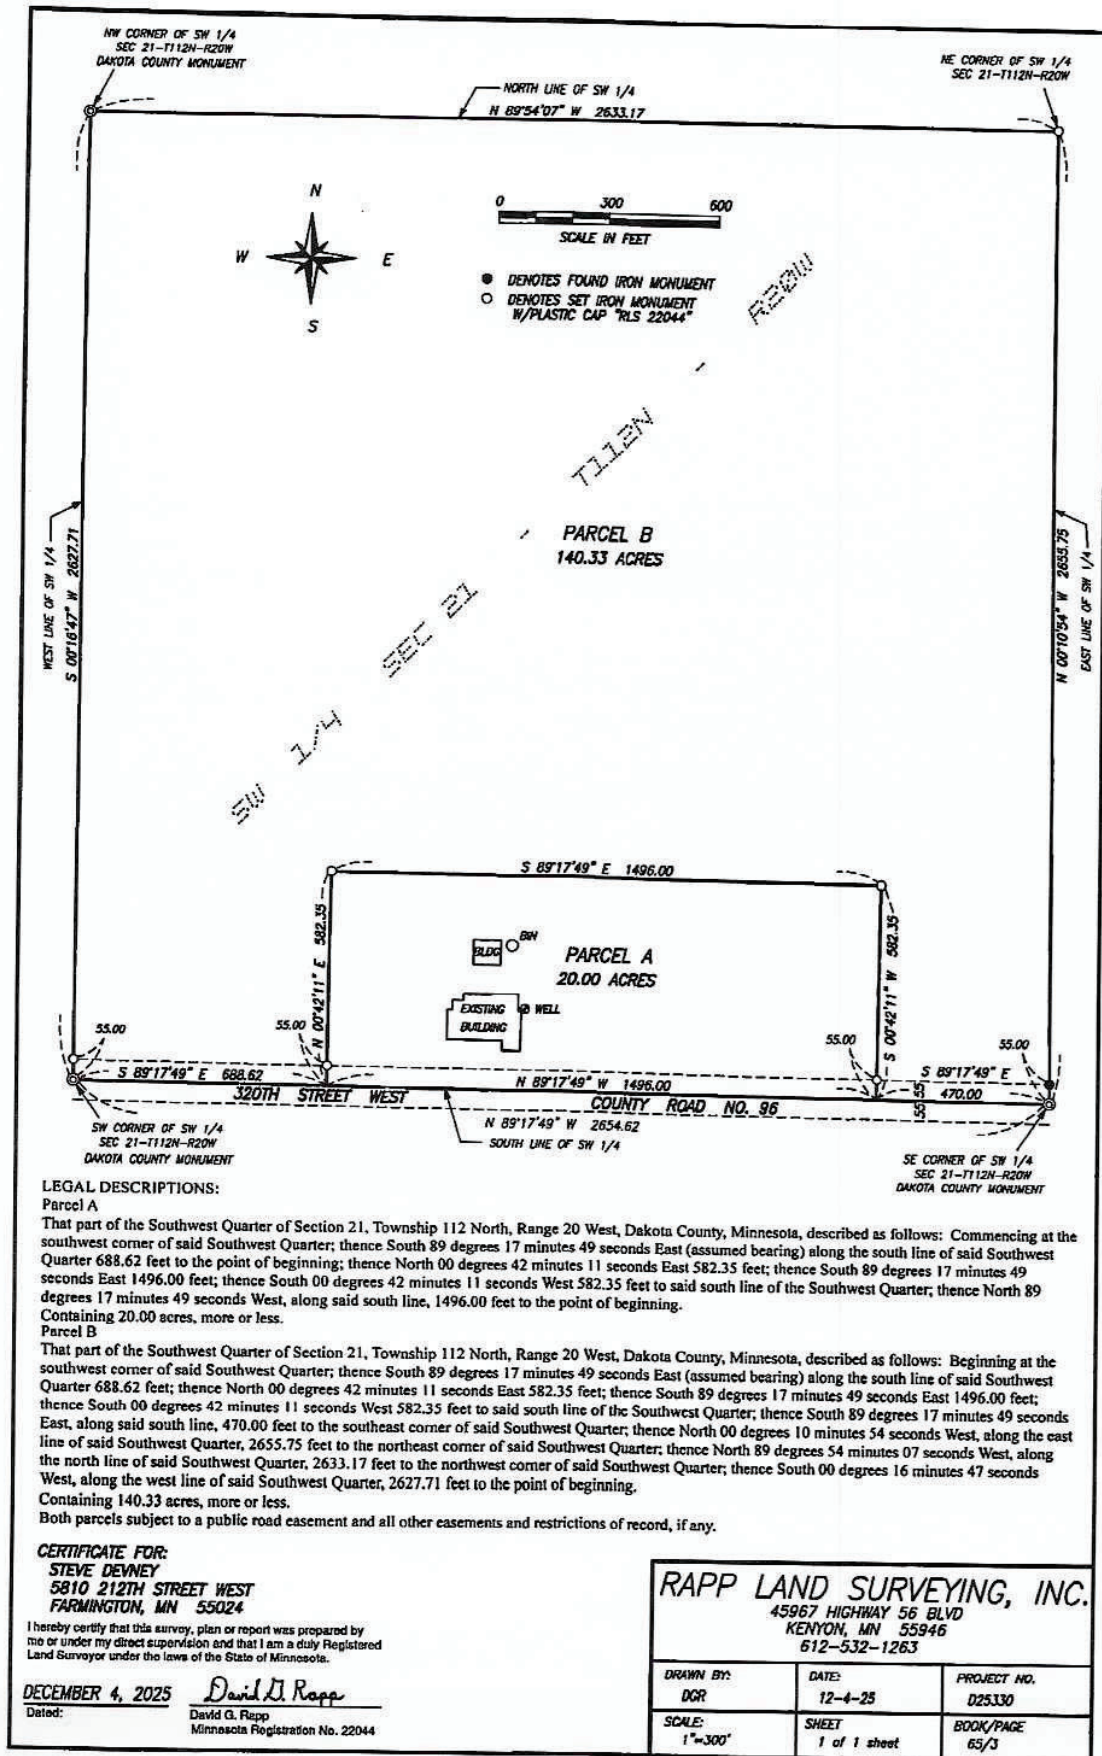 NW CORNER OF SW 1/4
SEC 21-T112N-R20W
DAKOTA COUNTY MONUMENT
NE CORNER OF SW 1/4
SEC 21-T112N-R20W
NORTH LINE OF SW 1/4
N 89°54'07" W 2633.17
N
W
E
S
0 300 600
SCALE IN FEET
DENOTES FOUND IRON MONUMENT
DENOTES SET IRON MONUMENT
W/PLASTIC CAP "RLS 22044"
SW 1/4 SEC 21 , T112N , R20W
WEST LINE OF SW 1/4
S 00°16'47" W 2627.71
PARCEL B
140.33 ACRES
N 00°10'54" W 2655.75
EAST LINE OF SW 1/4
S 89°17'49" E 1496.00
N 00°42'11" E 582.35
BLDG
BIN
PARCEL A
20.00 ACRES
EXISTING
BUILDING
WELL
S 00°42'11" W 582.35
55.00
55.00
55.00
55.00
S 89°17'49" E 688.62
N 89°17'49" W 1496.00
S 89°17'49" E
470.00
55 55
320TH STREET WEST
COUNTY ROAD NO. 96
N 89°17'49" W 2654.62
SOUTH LINE OF SW 1/4
SW CORNER OF SW 1/4
SEC 21-T112N-R20W
DAKOTA COUNTY MONUMENT
SE CORNER OF SW 1/4
SEC 21-T112N-R20W
DAKOTA COUNTY MONUMENT
LEGAL DESCRIPTIONS:
Parcel A
That part of the Southwest Quarter of Section 21, Township 112 North, Range 20 West, Dakota County, Minnesota, described as follows: Commencing at the
southwest corner of said Southwest Quarter; thence South 89 degrees 17 minutes 49 seconds East (assumed bearing) along the south line of said Southwest
Quarter 688.62 feet to the point of beginning; thence North 00 degrees 42 minutes 11 seconds East 582.35 feet; thence South 89 degrees 17 minutes 49
seconds East 1496.00 feet; thence South 00 degrees 42 minutes 11 seconds West 582.35 feet to said south line of the Southwest Quarter; thence North 89
degrees 17 minutes 49 seconds West, along said south line, 1496.00 feet to the point of beginning.
Containing 20.00 acres, more or less.
Parcel B
That part of the Southwest Quarter of Section 21, Township 112 North, Range 20 West, Dakota County, Minnesota, described as follows: Beginning at the
southwest corner of said Southwest Quarter; thence South 89 degrees 17 minutes 49 seconds East (assumed bearing) along the south line of said Southwest
Quarter 688.62 feet; thence North 00 degrees 42 minutes 11 seconds East 582.35 feet; thence South 89 degrees 17 minutes 49 seconds East 1496.00 feet;
thence South 00 degrees 42 minutes 11 seconds West 582.35 feet to said south line of the Southwest Quarter; thence South 89 degrees 17 minutes 49 seconds
East, along said south line, 470.00 feet to the southeast corner of said Southwest Quarter; thence North 00 degrees 10 minutes 54 seconds West, along the east
line of said Southwest Quarter, 2655.75 feet to the northeast corner of said Southwest Quarter; thence North 89 degrees 54 minutes 07 seconds West, along
the north line of said Southwest Quarter, 2633.17 feet to the northwest corner of said Southwest Quarter; thence South 00 degrees 16 minutes 47 seconds
West, along the west line of said Southwest Quarter, 2627.71 feet to the point of beginning.
Containing 140.33 acres, more or less.
Both parcels subject to a public road easement and all other easements and restrictions of record, if any.
CERTIFICATE FOR:
STEVE DEVNEY
5810 212TH STREET WEST
FARMINGTON, MN 55024
I hereby certify that this survey, plan or report was prepared by
me or under my direct supervision and that I am a duly Registered
Land Surveyor under the laws of the State of Minnesota.
DECEMBER 4, 2025
Dated:
David G Rapp
David G. Rapp
Minnesota Registration No. 22044
RAPP LAND SURVEYING, INC.
45967 HIGHWAY 56 BLVD
KENYON, MN 55946
612-532-1263
DRAWN BY:
DGR
DATE:
12-4-25
PROJECT NO.
D25330
SCALE:
1"=300'
SHEET
1 of 1 sheet
BOOK/PAGE
65/3